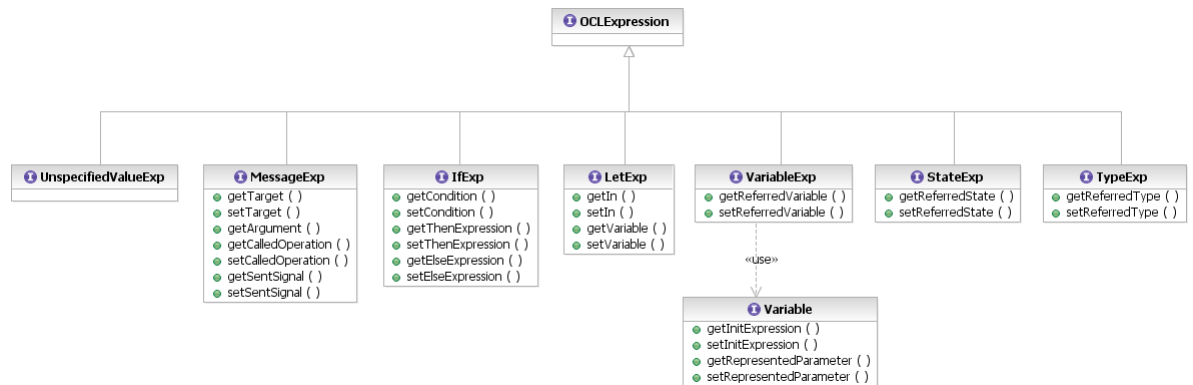 OCLExpression
UnspecifiedValueExp
MessageExp
getTarget ( )
setTarget ( )
getArgument ( )
getCalledOperation ( )
setCalledOperation ( )
getSentSignal ( )
setSentSignal ( )
IfExp
getCondition ( )
setCondition ( )
getThenExpression ( )
setThenExpression ( )
getElseExpression ( )
setElseExpression ( )
LetExp
getIn ( )
setIn ( )
getVariable ( )
setVariable ( )
VariableExp
getReferredVariable ( )
setReferredVariable ( )
StateExp
getReferredState ( )
setReferredState ( )
TypeExp
getReferredType ( )
setReferredType ( )
«use»
Variable
getInitExpression ( )
setInitExpression ( )
getRepresentedParameter ( )
setRepresentedParameter ( )